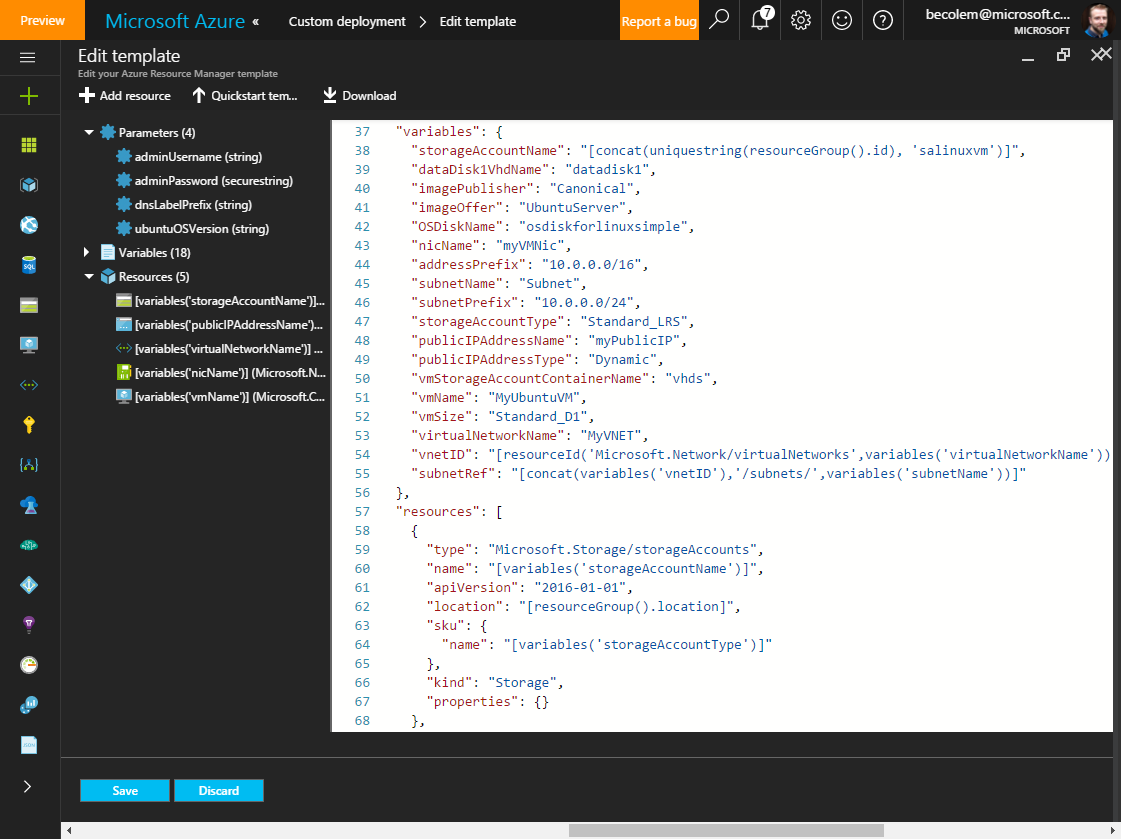 Preview
Microsoft Azure «
Custom deployment > Edit template
Report a bug
7
becolem@microsoft.c...
MICROSOFT
Edit template
Edit your Azure Resource Manager template
Add resource
Quickstart tem...
Download
Parameters (4)
adminUsername (string)
adminPassword (securestring)
dnsLabelPrefix (string)
ubuntuOSVersion (string)
Variables (18)
Resources (5)
[variables('storageAccountName')]...
[variables('publicIPAddressName')...
[variables('virtualNetworkName')] ...
[variables('nicName')] (Microsoft.N...
[variables('vmName')] (Microsoft.C...
SQL
JSON
37 "variables": {
38 "storageAccountName": "[concat(uniquestring(resourceGroup().id), 'salinuxvm')]",
39 "dataDisk1VhdName": "datadisk1",
40 "imagePublisher": "Canonical",
41 "imageOffer": "UbuntuServer",
42 "OSDiskName": "osdiskforlinuxsimple",
43 "nicName": "myVMNic",
44 "addressPrefix": "10.0.0.0/16",
45 "subnetName": "Subnet",
46 "subnetPrefix": "10.0.0.0/24",
47 "storageAccountType": "Standard_LRS",
48 "publicIPAddressName": "myPublicIP",
49 "publicIPAddressType": "Dynamic",
50 "vmStorageAccountContainerName": "vhds",
51 "vmName": "MyUbuntuVM",
52 "vmSize": "Standard_D1",
53 "virtualNetworkName": "MyVNET",
54 "vnetID": "[resourceId('Microsoft.Network/virtualNetworks',variables('virtualNetworkName'))
55 "subnetRef": "[concat(variables('vnetID'),'/subnets/',variables('subnetName'))]"
56 },
57 "resources": [
58 {
59 "type": "Microsoft.Storage/storageAccounts",
60 "name": "[variables('storageAccountName')]",
61 "apiVersion": "2016-01-01",
62 "location": "[resourceGroup().location]",
63 "sku": {
64 "name": "[variables('storageAccountType')]"
65 },
66 "kind": "Storage",
67 "properties": {}
68 },
Save
Discard